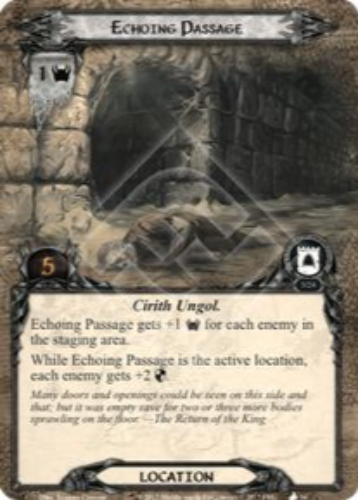 Echoing Passage
1
5
Cirith Ungol.
Echoing Passage gets +1 for each enemy in
the staging area.
While Echoing Passage is the active location,
each enemy gets +2
Many doors and openings could be seen on this side and
that; but it was empty save for two or three more bodies
sprawling on the floor. —The Return of the King
LOCATION